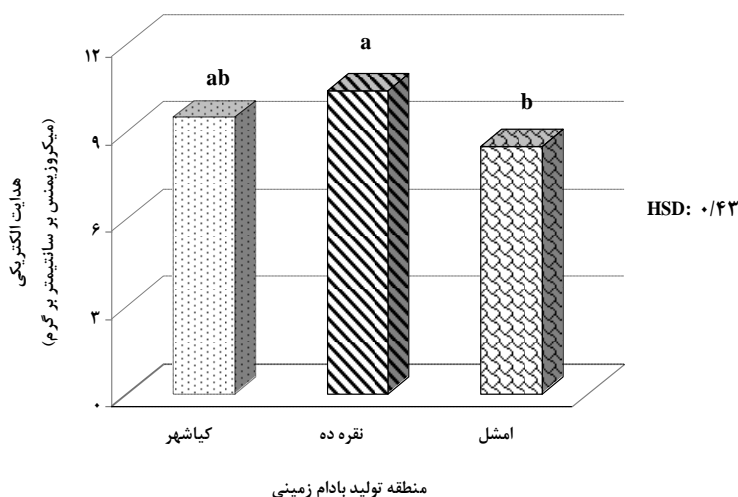 ۱۲
۹
۶
۳
۰
هدایت الکتریکی
(میکروزیمنس بر سانتیمتر بر گرم)
ab
a
b
HSD: ۰/۴۳
کیاشهر
نقره ده
امشل
منطقه تولید بادام زمینی